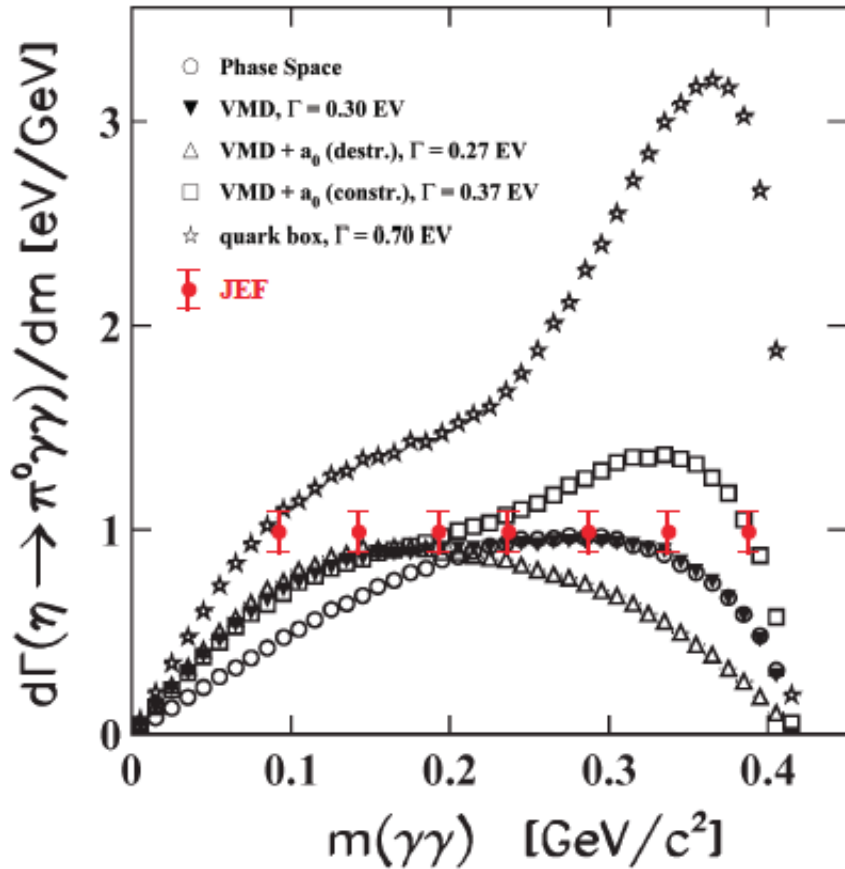 dΓ(η → π⁰γγ)/dm [eV/GeV]
3
2
1
0
Phase Space
VMD, Γ = 0.30 EV
VMD + a₀ (destr.), Γ = 0.27 EV
VMD + a₀ (constr.), Γ = 0.37 EV
quark box, Γ = 0.70 EV
JEF
0 0.1 0.2 0.3 0.4
m(γγ) [GeV/c²]